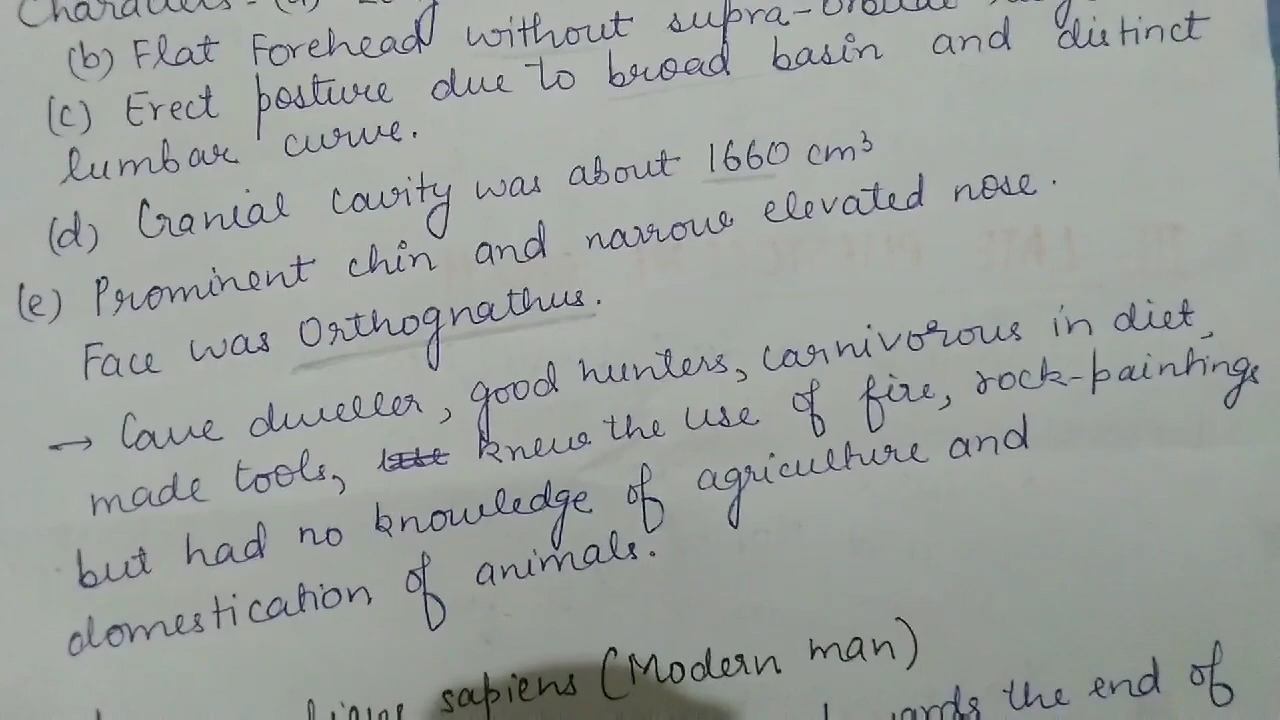 Characters - (a)
(b) Flat Forehead without supra-orbital
(c) Erect posture due to broad basin and distinct
lumbar curve.
(d) Cranial cavity was about 1660 cm³
(e) Prominent chin and narrow elevated nose.
Face was Orthognathus.
→ Cave dweller, good hunters, carnivorous in diet,
made tools, knew the use of fire, rock-paintings
but had no knowledge of agriculture and
domestication of animals.
sapiens (Modern man)
the end of